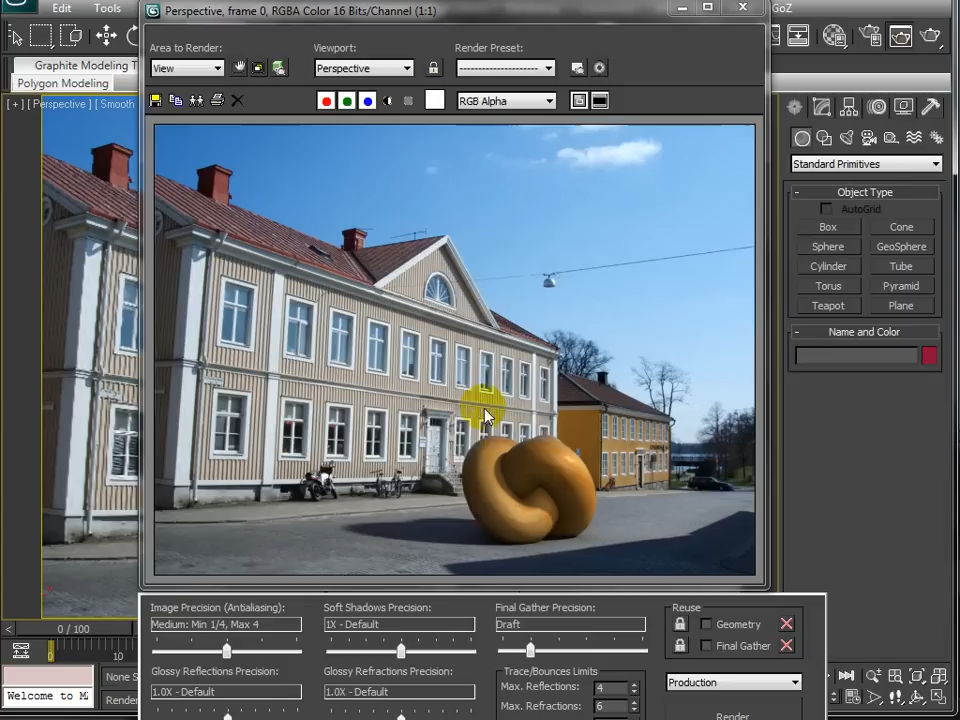 Edit Tools
Perspective, frame 0, RGBA Color 16 Bits/Channel (1:1)
GoZ
Graphite Modeling T
Polygon Modeling
[ + ] [ Perspective ] [ Smooth
Area to Render:
Viewport:
Render Preset:
View
Perspective
--------------------
RGB Alpha
Standard Primitives
- Object Type
AutoGrid
Box Cone
Sphere GeoSphere
Cylinder Tube
Torus Pyramid
Teapot Plane
- Name and Color
Image Precision (Antialiasing):
Medium: Min 1/4, Max 4
Soft Shadows Precision:
1X - Default
Final Gather Precision:
Draft
Reuse
Geometry
Final Gather
Glossy Reflections Precision:
1.0X - Default
Glossy Refractions Precision:
1.0X - Default
Trace/Bounces Limits
Max. Reflections: 4
Max. Refractions: 6
Production
Render
< 0 / 100
0 10
None S
Welcome to M
Render